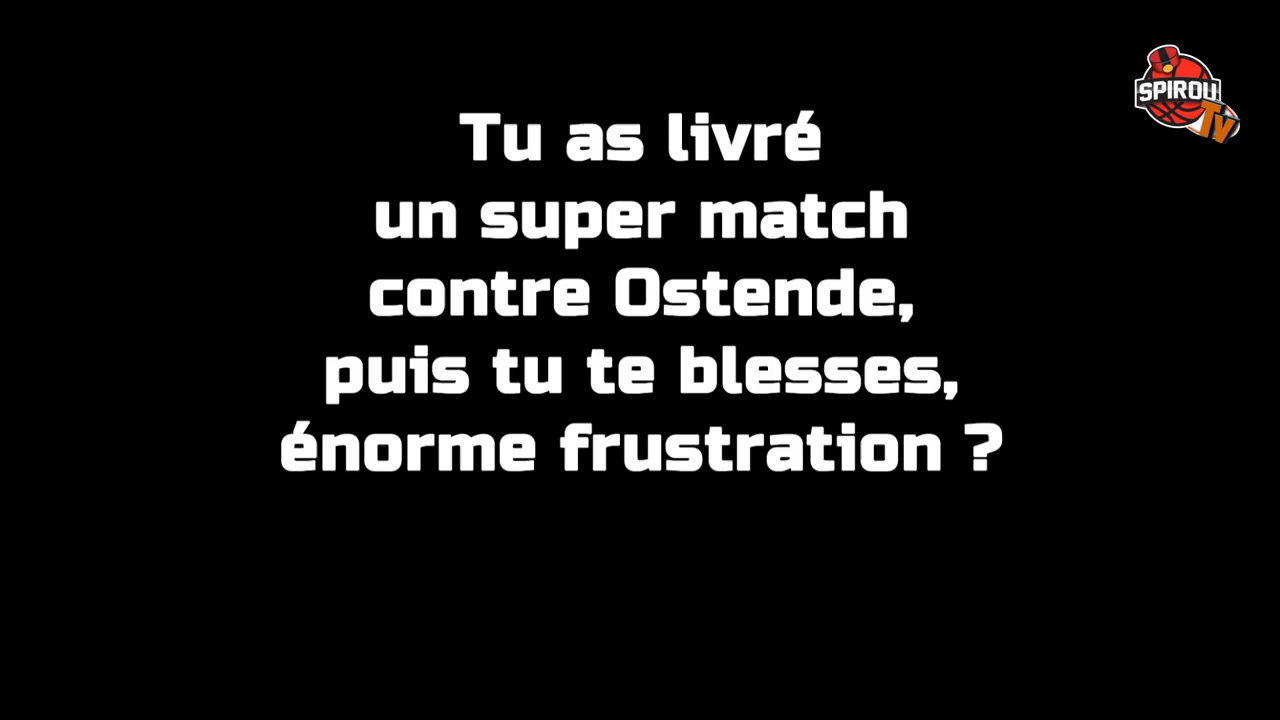 SPIROU
Tv
Tu as livré
un super match
contre Ostende,
puis tu te blesses,
énorme frustration ?